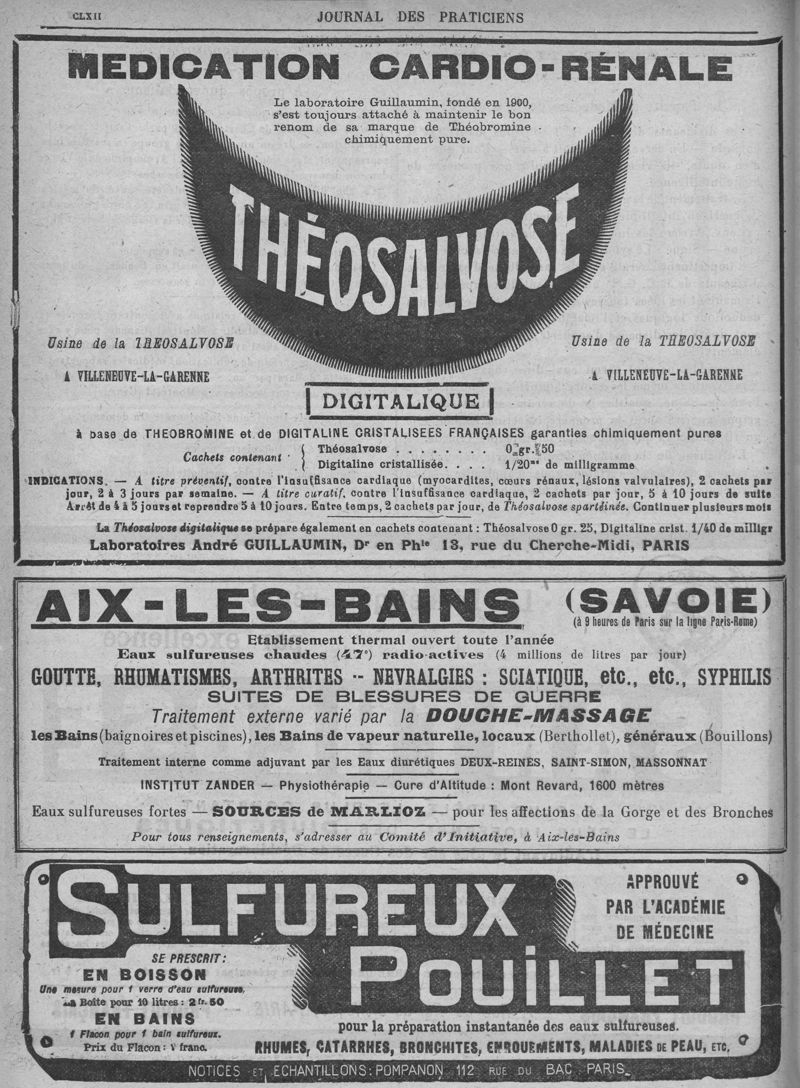 CLXII
JOURNAL DES PRATICIENS
MEDICATION CARDIO-RÉNALE
Le laboratoire Guillaumin, fondé en 1900,
s'est toujours attaché à maintenir le bon
renom de sa marque de Théobromine
chimiquement pure.
THÉOSALVOSE
Usine de la THEOSALVOSE
A VILLENEUVE-LA-GARENNE
Usine de la THÉOSALVOSE
A VILLENEUVE-LA-GARENNE
DIGITALIQUE
à base de THEOBROMINE et de DIGITALINE CRISTALISEES FRANÇAISES garanties chimiquement pures
Cachets contenant
Théosalvose . . . . . . . . 0 gr. 50
Digitaline cristallisée. . . . 1/20me de milligramme
INDICATIONS. — A titre préventif, contre l'insuffisance cardiaque (myocardites, cœurs rénaux, lésions valvulaires), 2 cachets par
jour, 2 à 3 jours par semaine. — A titre curatif, contre l'insuffisance cardiaque, 2 cachets par jour, 5 à 10 jours de suite
Arrêt de 4 à 5 jours et reprendre 5 à 10 jours. Entre temps, 2 cachets par jour, de Théosalvose spartéinée. Continuer plusieurs mois
La Théosalvose digitalique se prépare également en cachets contenant : Théosalvose 0 gr. 25, Digitaline crist. 1/40 de milligr
Laboratoires André GUILLAUMIN, Dr en Phie 13, rue du Cherche-Midi, PARIS
AIX-LES-BAINS (SAVOIE)
(à 9 heures de Paris sur la ligne Paris-Rome)
Etablissement thermal ouvert toute l'année
Eaux sulfureuses chaudes (47°) radio-actives (4 millions de litres par jour)
GOUTTE, RHUMATISMES, ARTHRITES -- NEVRALGIES : SCIATIQUE, etc., etc., SYPHILIS
SUITES DE BLESSURES DE GUERRE
Traitement externe varié par la DOUCHE-MASSAGE
les Bains (baignoires et piscines), les Bains de vapeur naturelle, locaux (Berthollet), généraux (Bouillons)
Traitement interne comme adjuvant par les Eaux diurétiques DEUX-REINES, SAINT-SIMON, MASSONNAT
INSTITUT ZANDER — Physiothérapie — Cure d'Altitude : Mont Revard, 1600 mètres
Eaux sulfureuses fortes — SOURCES de MARLIOZ — pour les affections de la Gorge et des Bronches
Pour tous renseignements, s'adresser au Comité d'Initiative, à Aix-les-Bains
SULFUREUX
POUILLET
APPROUVÉ
PAR L'ACADÉMIE
DE MÉDECINE
SE PRESCRIT:
EN BOISSON
Une mesure pour 1 verre d'eau sulfureuse.
La Boîte pour 10 litres : 2 fr. 50
EN BAINS
1 Flacon pour 1 bain sulfureux.
Prix du Flacon : 1 franc.
pour la préparation instantanée des eaux sulfureuses.
RHUMES, CATARRHES, BRONCHITES, ENROUEMENTS, MALADIES DE PEAU, ETC.
NOTICES ET ECHANTILLONS: POMPANON 112 RUE DU BAC PARIS